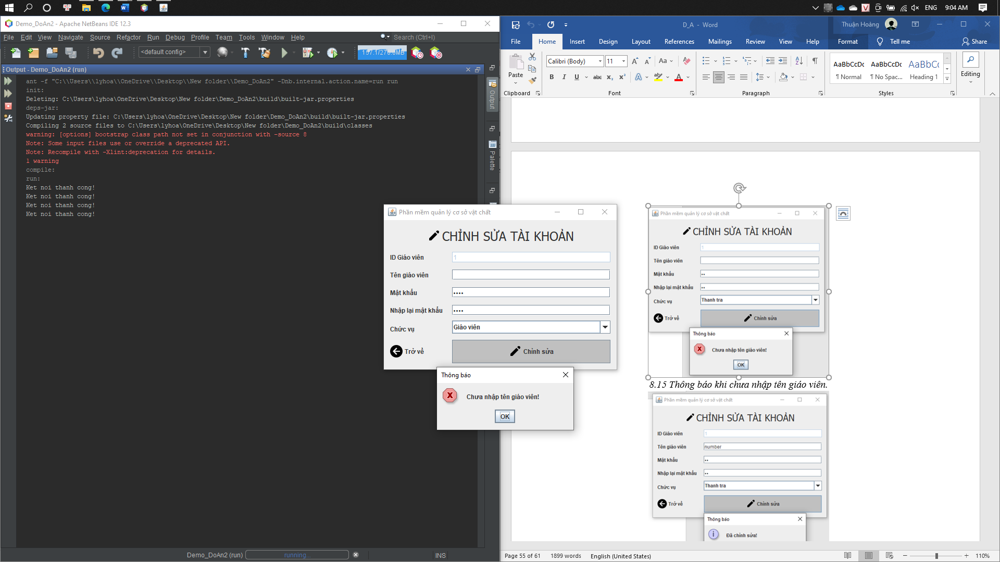 ENG
9:04 AM
Demo_DoAn2 - Apache NetBeans IDE 12.3
File Edit View Navigate Source Refactor Run Debug Profile Team Tools Window Help
Search (Ctrl+I)
<default config>
Output - Demo_DoAn2 (run)
ant -f "C:\\Users\\lyhoa\\OneDrive\\Desktop\\New folder\\Demo_DoAn2" -Dnb.internal.action.name=run run
init:
Deleting: C:\Users\lyhoa\OneDrive\Desktop\New folder\Demo_DoAn2\build\built-jar.properties
deps-jar:
Updating property file: C:\Users\lyhoa\OneDrive\Desktop\New folder\Demo_DoAn2\build\built-jar.properties
Compiling 2 source files to C:\Users\lyhoa\OneDrive\Desktop\New folder\Demo_DoAn2\build\classes
warning: [options] bootstrap class path not set in conjunction with -source 8
Note: Some input files use or override a deprecated API.
Note: Recompile with -Xlint:deprecation for details.
1 warning
compile:
run:
Ket noi thanh cong!
Ket noi thanh cong!
Ket noi thanh cong!
Ket noi thanh cong!
Output
Palette
Demo_DoAn2 (run)
running...
INS
Phần mềm quản lý cơ sở vật chất
CHỈNH SỬA TÀI KHOẢN
ID Giáo viên
1
Tên giáo viên
Mật khẩu
••••
Nhập lại mật khẩu
••••
Chức vụ
Giáo viên
Trở về
Chỉnh sửa
Thông báo
Chưa nhập tên giáo viên!
OK
D_A - Word
Thuận Hoàng
File Home Insert Design Layout References Mailings Review View Help Format Tell me Share
Paste
Calibri (Body)
11
AaBbCcDc
AaBbCcDc
AaBbCc
¶ Normal
¶ No Spac...
Heading 1
Editing
Clipboard
Font
Paragraph
Styles
Phần mềm quản lý cơ sở vật chất
CHỈNH SỬA TÀI KHOẢN
ID Giáo viên
1
Tên giáo viên
Mật khẩu
••
Nhập lại mật khẩu
••
Chức vụ
Thanh tra
Trở về
Chỉnh sửa
Thông báo
Chưa nhập tên giáo viên!
OK
8.15 Thông báo khi chưa nhập tên giáo viên.
Phần mềm quản lý cơ sở vật chất
CHỈNH SỬA TÀI KHOẢN
ID Giáo viên
1
Tên giáo viên
number
Mật khẩu
••
Nhập lại mật khẩu
••
Chức vụ
Thanh tra
Trở về
Chỉnh sửa
Thông báo
Đã chỉnh sửa!
Page 55 of 61
1899 words
English (United States)
110%